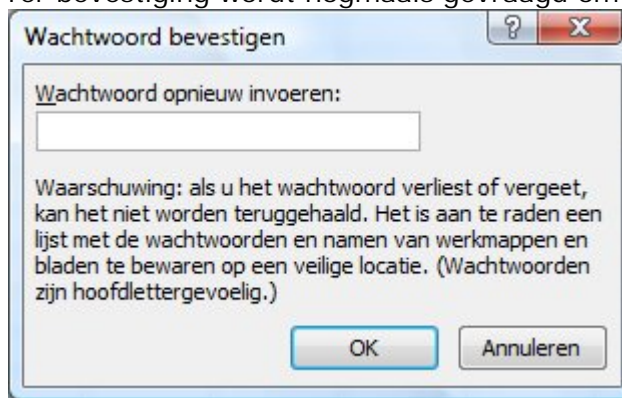 Ter bevestiging wordt nogmaals gevraagd om
Wachtwoord bevestigen
Wachtwoord opnieuw invoeren:
Waarschuwing: als u het wachtwoord verliest of vergeet,
kan het niet worden teruggehaald. Het is aan te raden een
lijst met de wachtwoorden en namen van werkmappen en
bladen te bewaren op een veilige locatie. (Wachtwoorden
zijn hoofdlettergevoelig.)
OK
Annuleren